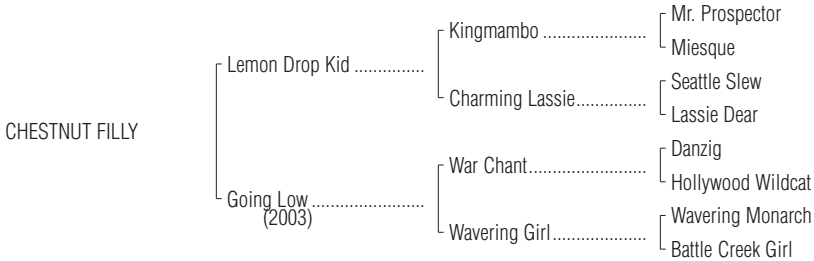 Mr. Prospector
Kingmambo ......................
Miesque
Lemon Drop Kid ...............
Seattle Slew
Charming Lassie...............
Lassie Dear
CHESTNUT FILLY
Danzig
War Chant.........................
Hollywood Wildcat
Going Low ........................
(2003)
Wavering Monarch
Wavering Girl....................
Battle Creek Girl